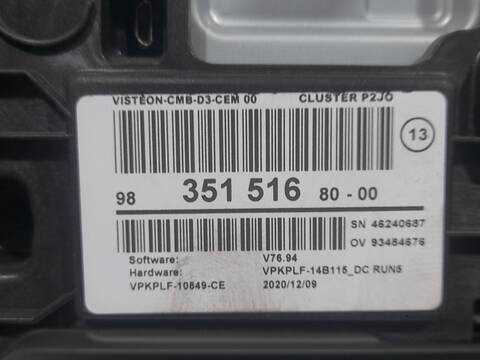 VISTEON-CMB-D3-CEM 00 CLUSTER P2JO
13
98 351 516 80-00
SN 46240687
OV 93484676
Software: V76.94
Hardware: VPKPLF-14B115_DC RUN5
VPKPLF-10849-CE 2020/12/09